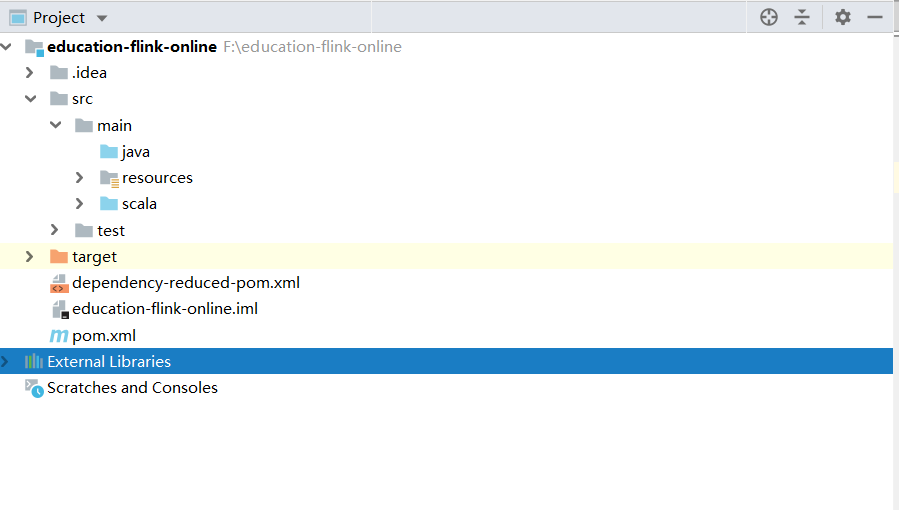 Project
education-flink-online F:\education-flink-online
.idea
src
main
java
resources
scala
test
target
dependency-reduced-pom.xml
education-flink-online.iml
pom.xml
External Libraries
Scratches and Consoles